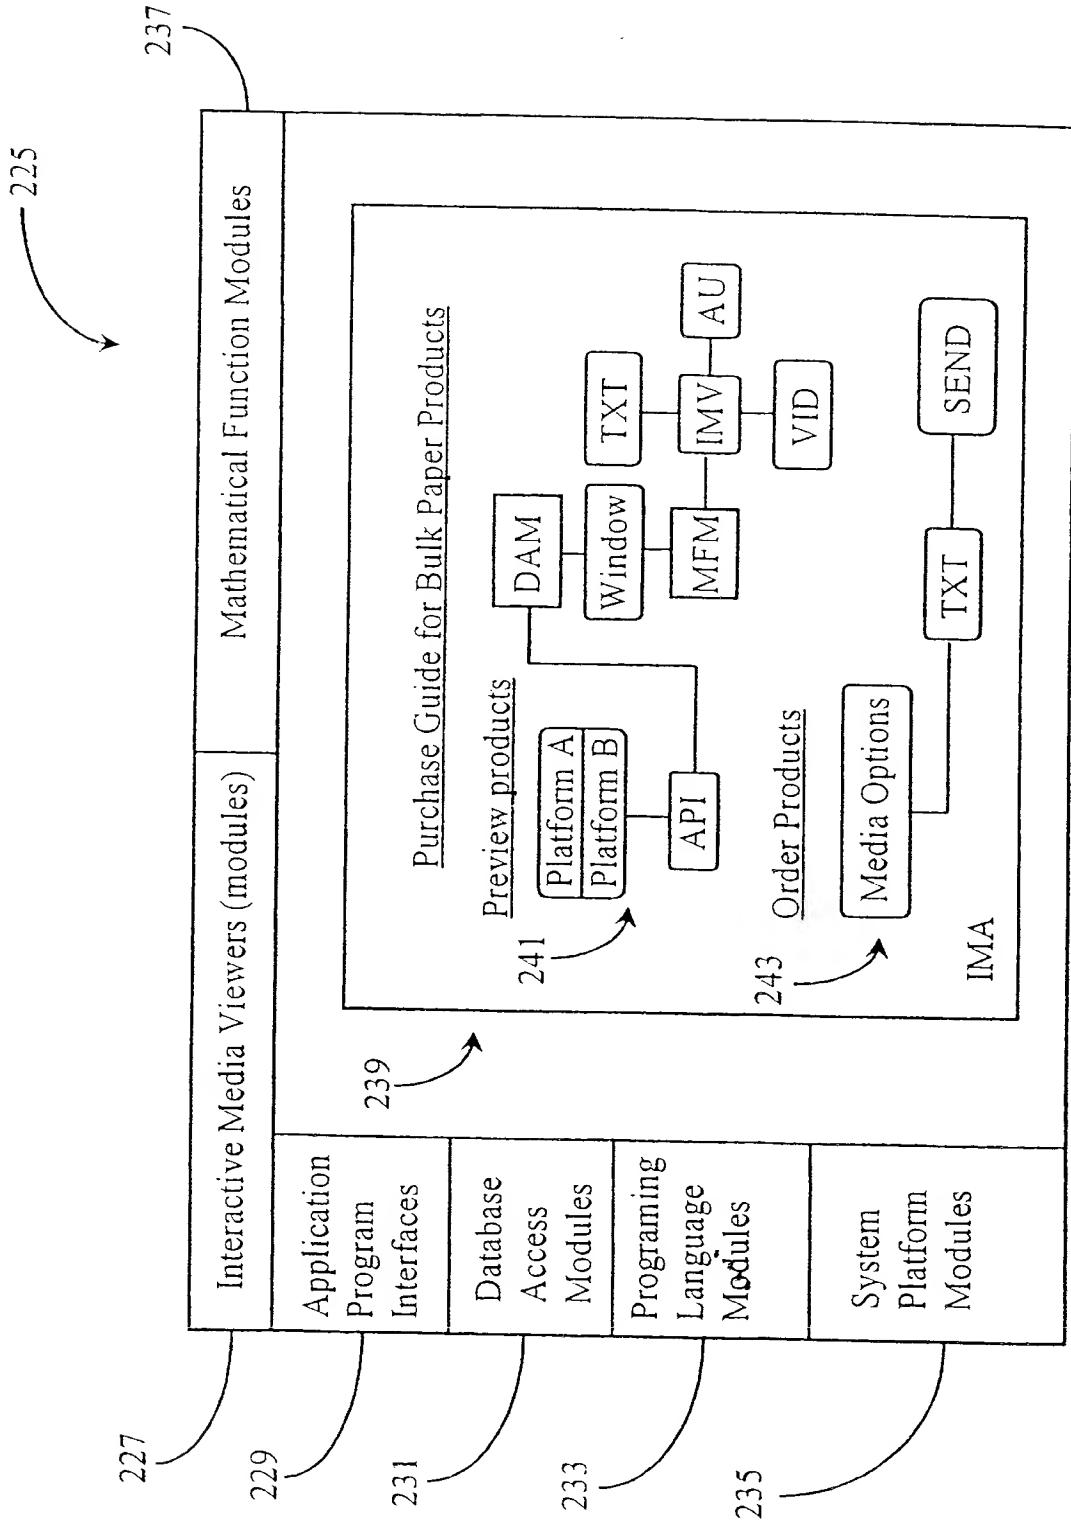 225
237
227
Interactive Media Viewers (modules)
Mathematical Function Modules
229
Application
Program
Interfaces
231
Database
Access
Modules
233
Programing
Language
Modules
235
System
Platform
Modules
239
Purchase Guide for Bulk Paper Products
Preview products
241
Platform A
Platform B
API
DAM
Window
MFM
TXT
IMV
AU
VID
Order Products
243
Media Options
TXT
SEND
IMA